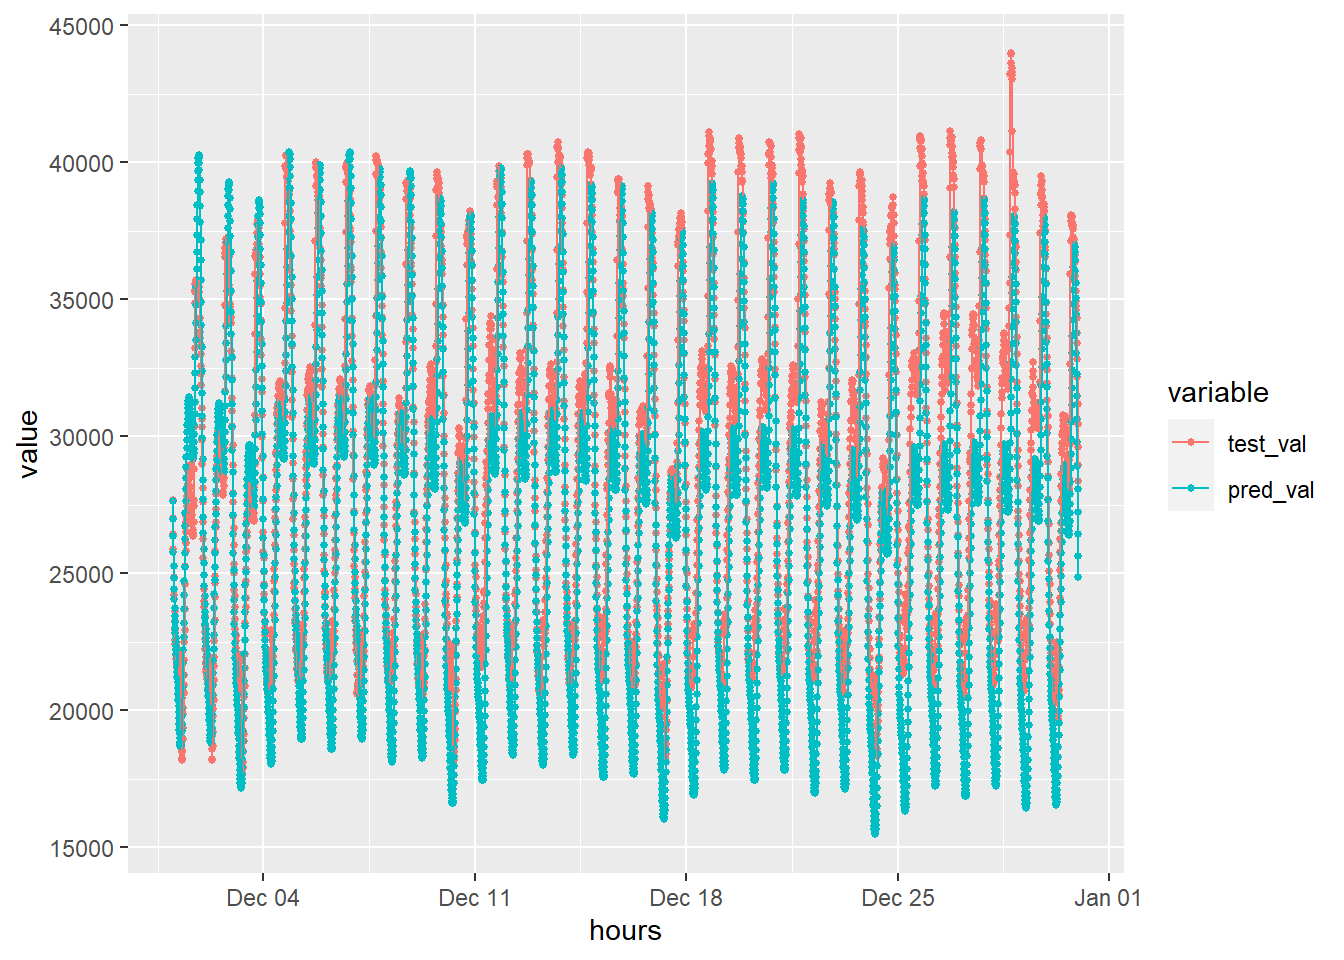 45000
40000
35000
30000
25000
20000
15000
value
Dec 04
Dec 11
Dec 18
Dec 25
Jan 01
hours
variable
test_val
pred_val